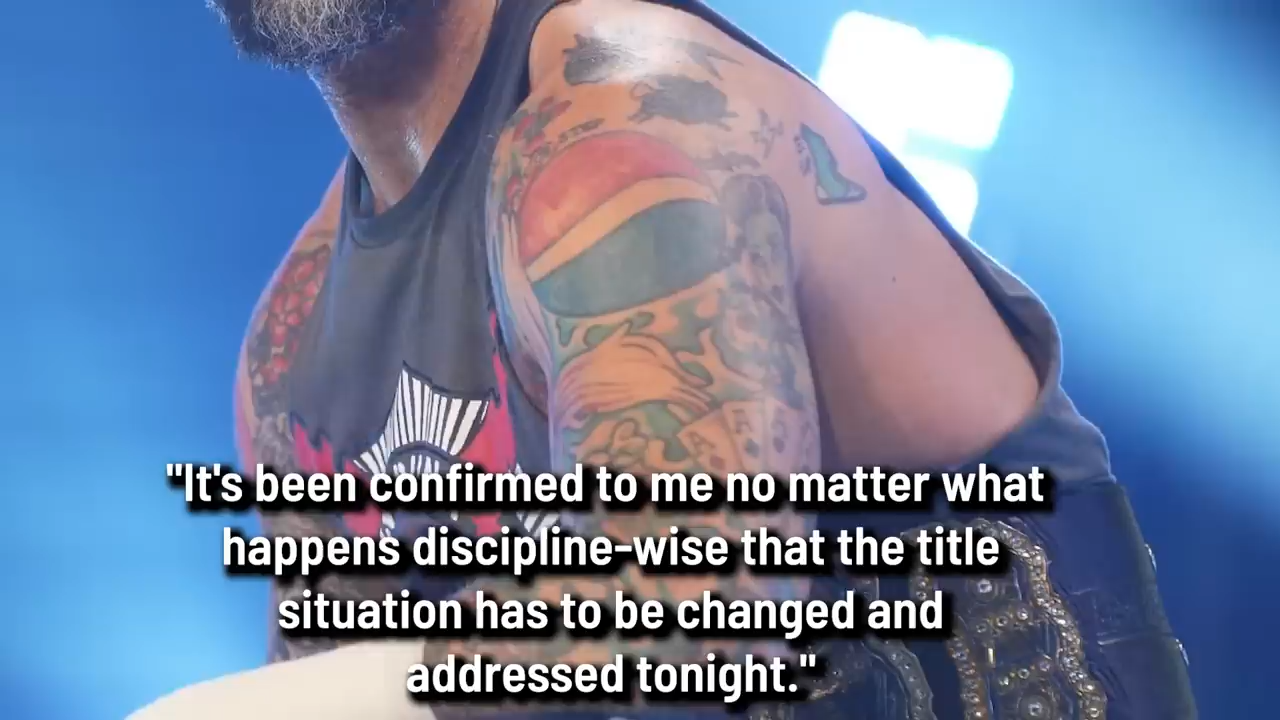 "It's been confirmed to me no matter what
happens discipline-wise that the title
situation has to be changed and
addressed tonight."